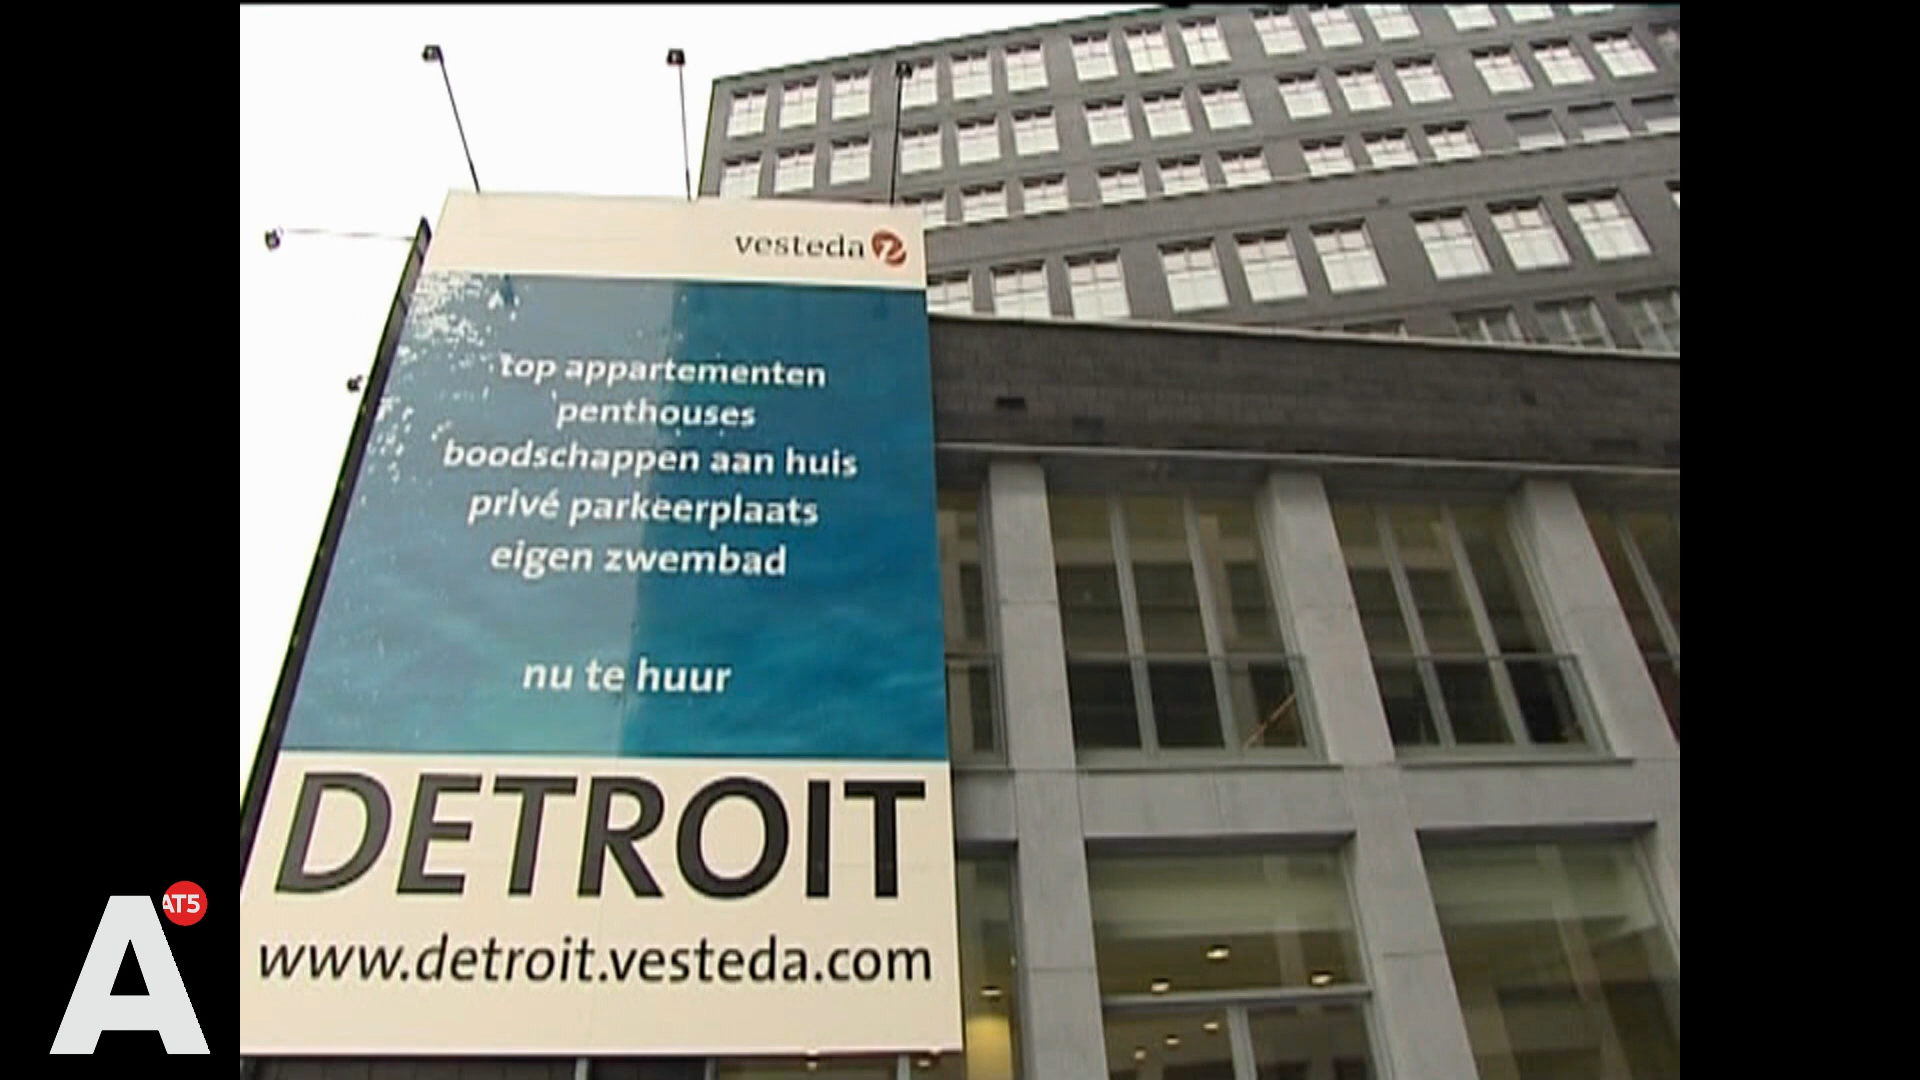 vesteda
top appartementen
penthouses
boodschappen aan huis
privé parkeerplaats
eigen zwembad
nu te huur
DETROIT
www.detroit.vesteda.com
A
AT5